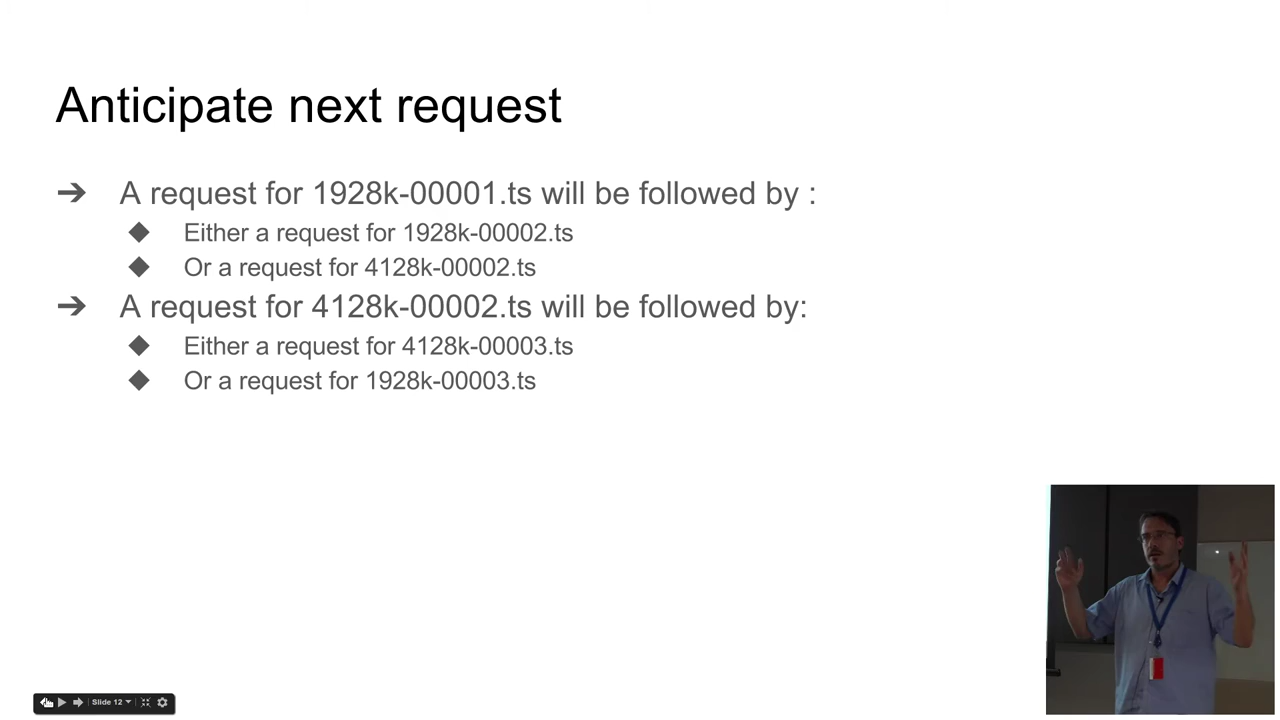 Anticipate next request
➔ A request for 1928k-00001.ts will be followed by :
◆ Either a request for 1928k-00002.ts
◆ Or a request for 4128k-00002.ts
➔ A request for 4128k-00002.ts will be followed by:
◆ Either a request for 4128k-00003.ts
◆ Or a request for 1928k-00003.ts
Slide 12